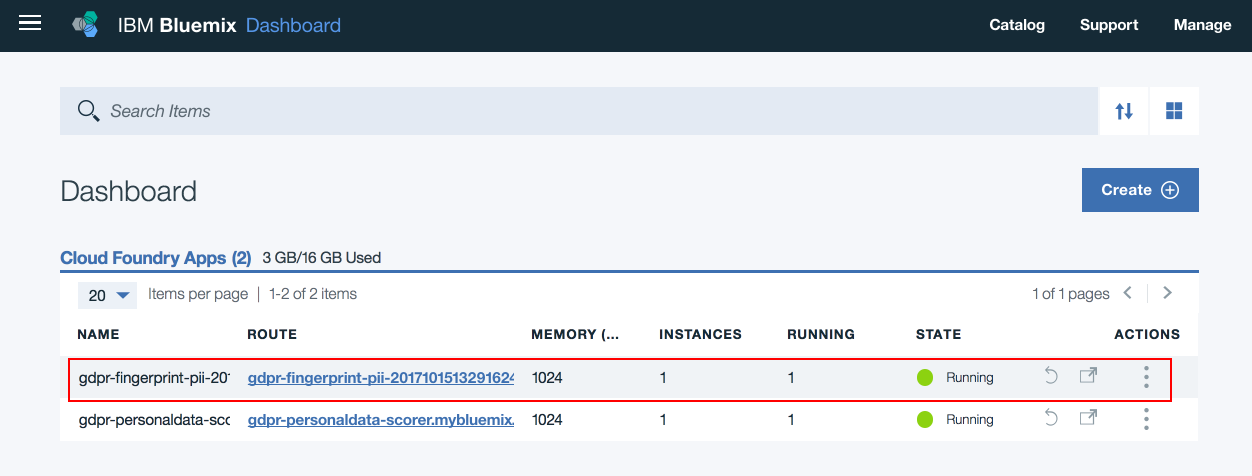 IBM Bluemix Dashboard Catalog Support Manage
Search Items
Dashboard
Create
Cloud Foundry Apps (2) 3 GB/16 GB Used
20 Items per page | 1-2 of 2 items 1 of 1 pages
NAME ROUTE MEMORY (... INSTANCES RUNNING STATE ACTIONS
gdpr-fingerprint-pii-201 gdpr-fingerprint-pii-2017101513291624 1024 1 1 Running
gdpr-personaldata-sco gdpr-personaldata-scorer.mybluemix. 1024 1 1 Running